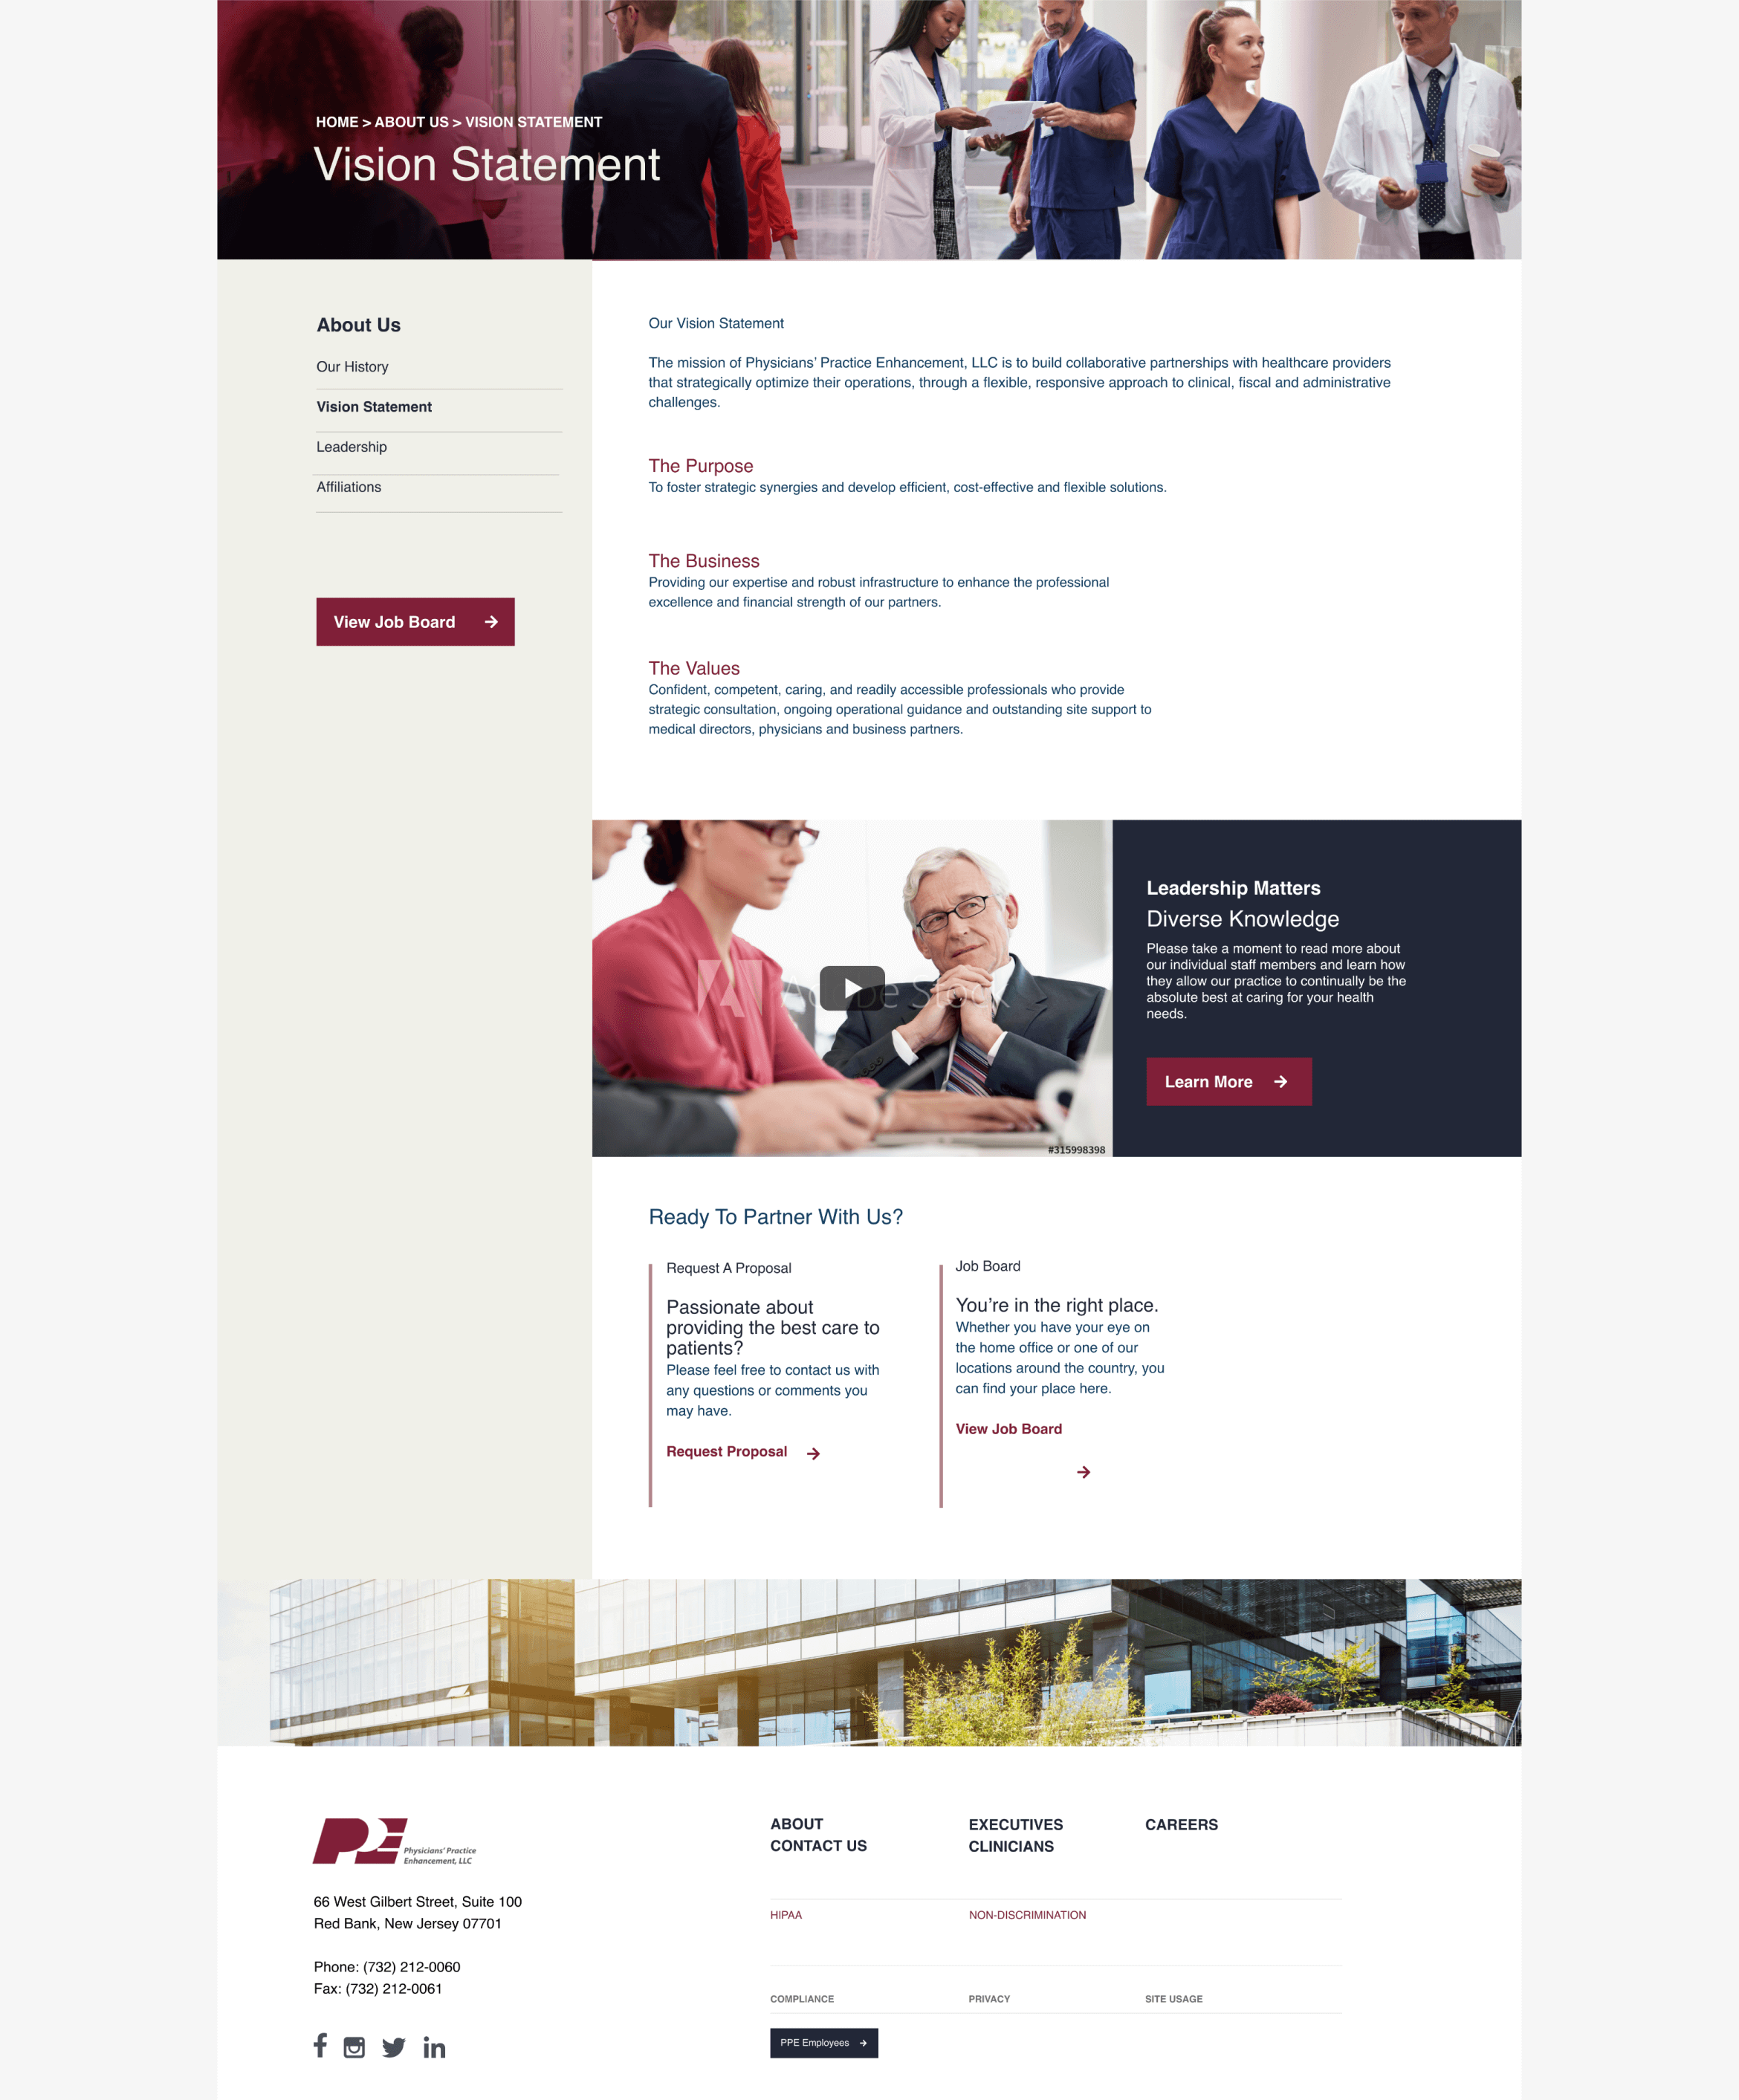 HOME > ABOUT US > VISION STATEMENT
Vision Statement
About Us
Our History
Vision Statement
Leadership
Affiliations
View Job Board
Our Vision Statement
The mission of Physicians’ Practice Enhancement, LLC is to build collaborative partnerships with healthcare providers
that strategically optimize their operations, through a flexible, responsive approach to clinical, fiscal and administrative
challenges.
The Purpose
To foster strategic synergies and develop efficient, cost-effective and flexible solutions.
The Business
Providing our expertise and robust infrastructure to enhance the professional
excellence and financial strength of our partners.
The Values
Confident, competent, caring, and readily accessible professionals who provide
strategic consultation, ongoing operational guidance and outstanding site support to
medical directors, physicians and business partners.
Adobe Stock
#315998398
Leadership Matters
Diverse Knowledge
Please take a moment to read more about
our individual staff members and learn how
they allow our practice to continually be the
absolute best at caring for your health
needs.
Learn More
Ready To Partner With Us?
Request A Proposal
Passionate about
providing the best care to
patients?
Please feel free to contact us with
any questions or comments you
may have.
Request Proposal
Job Board
You’re in the right place.
Whether you have your eye on
the home office or one of our
locations around the country, you
can find your place here.
View Job Board
PPE
Physicians’ Practice
Enhancement, LLC
66 West Gilbert Street, Suite 100
Red Bank, New Jersey 07701
Phone: (732) 212-0060
Fax: (732) 212-0061
ABOUT
CONTACT US
EXECUTIVES
CLINICIANS
CAREERS
HIPAA
NON-DISCRIMINATION
COMPLIANCE
PRIVACY
SITE USAGE
PPE Employees